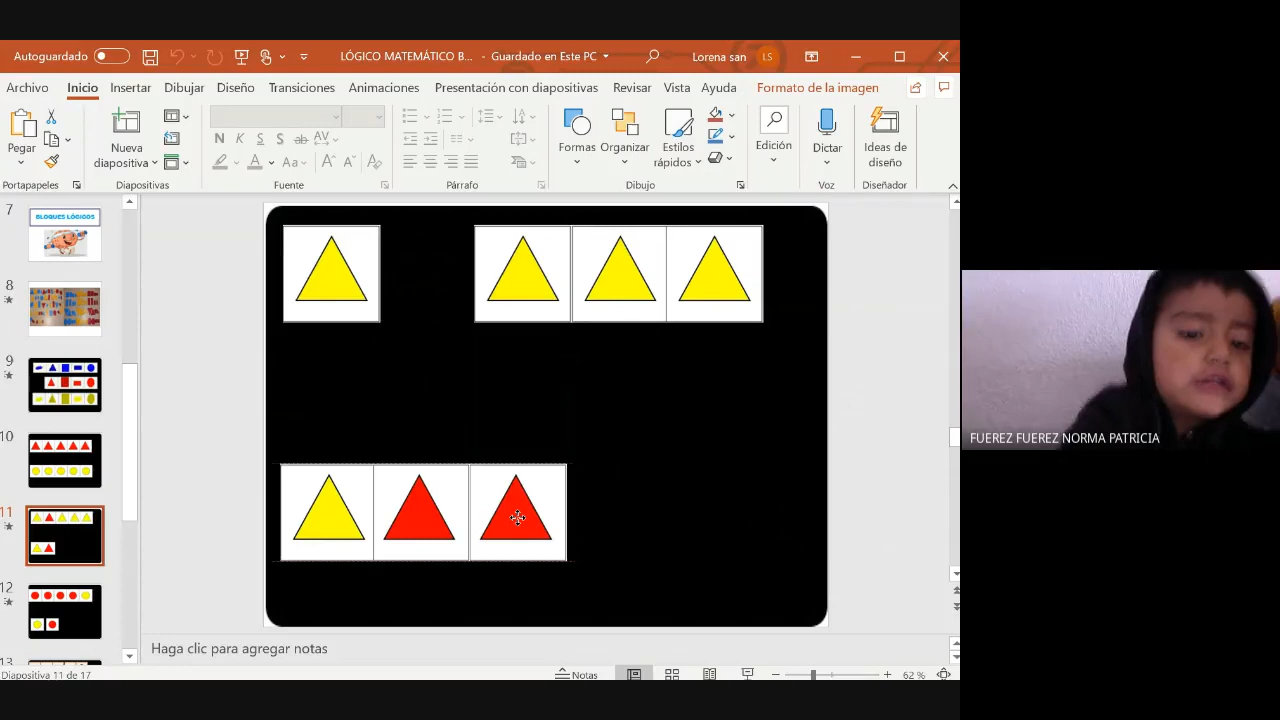 Autoguardado
LÓGICO MATEMÁTICO B... - Guardado en Este PC
Lorena san LS
Archivo Inicio Insertar Dibujar Diseño Transiciones Animaciones Presentación con diapositivas Revisar Vista Ayuda Formato de la imagen
Pegar
Nueva diapositiva
N K S S ab AV
A Aa A A
Formas
Organizar
Estilos rápidos
Edición
Dictar
Ideas de diseño
Portapapeles Diapositivas Fuente Párrafo Dibujo Voz Diseñador
7
BLOQUES LÓGICOS
8
9
10
11
12
13
FUEREZ FUEREZ NORMA PATRICIA
Haga clic para agregar notas
Diapositiva 11 de 17
Notas
62 %